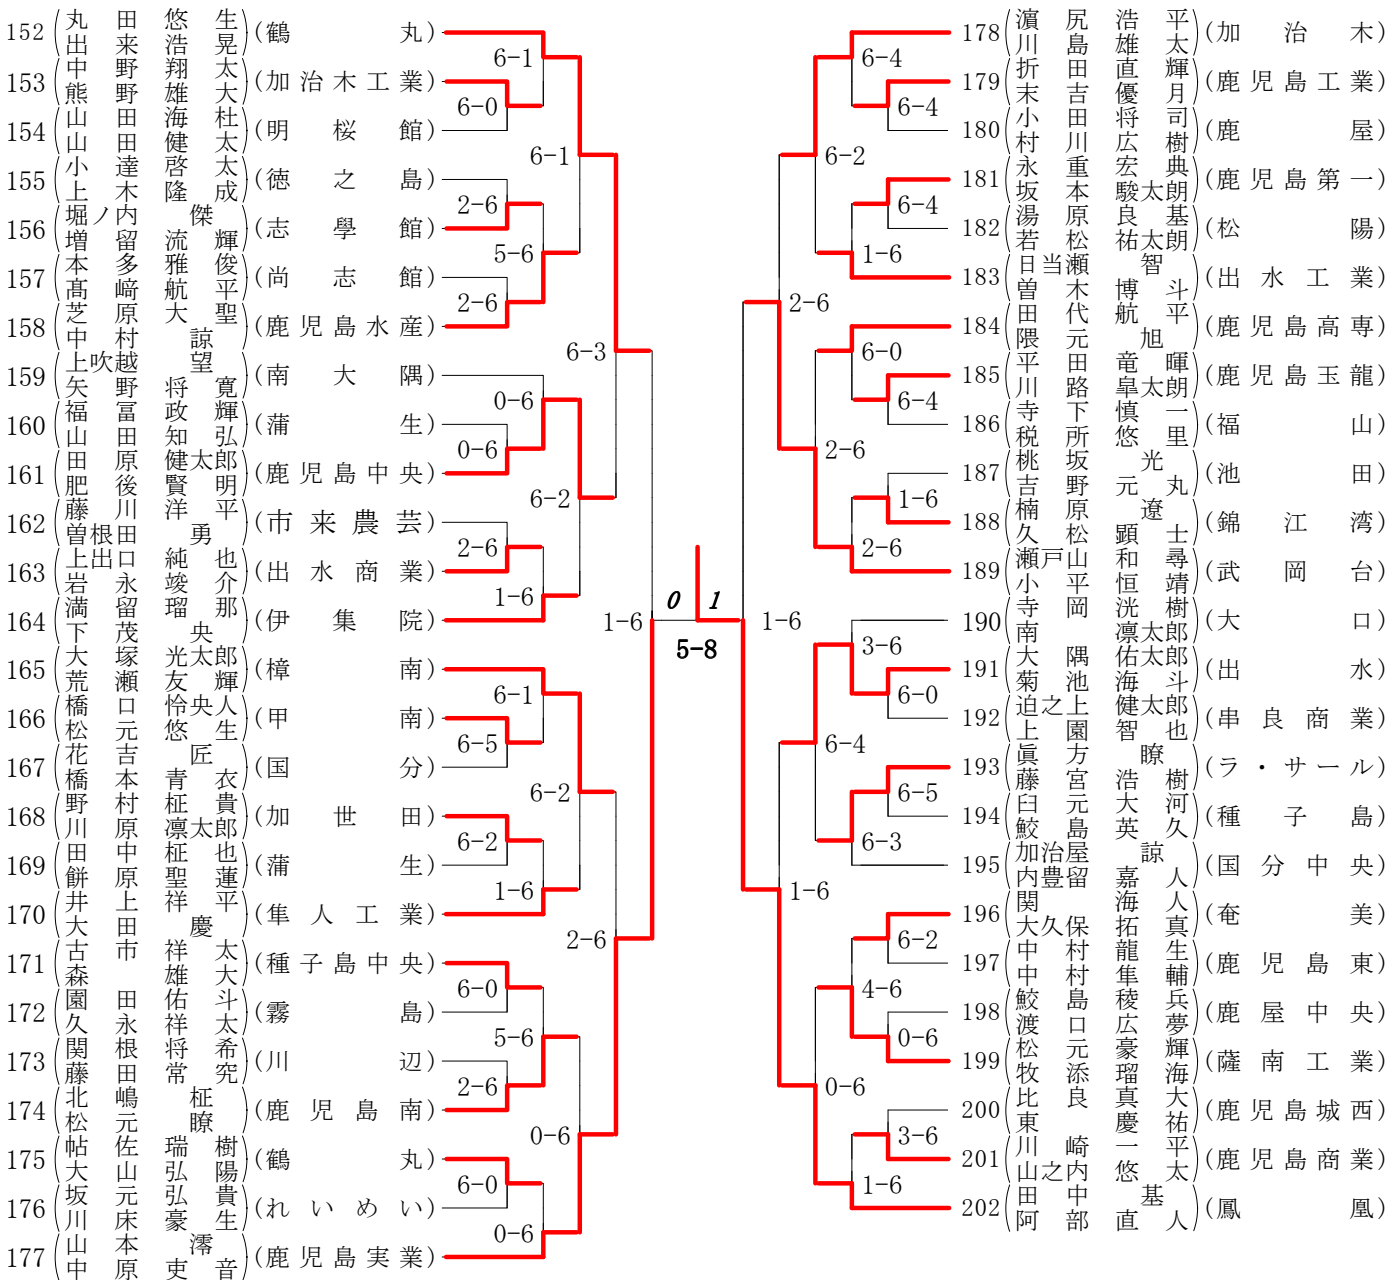 152 丸田悠生 出来浩晃 (鶴丸)
153 中野翔太 熊野雄大 (加治木工業)
154 山田海杜 山田健太 (明桜館)
155 小達啓太 上木隆成 (徳之島)
156 堀ノ内傑 増留流輝 (志學館)
157 本多雅俊 髙﨑航平 (尚志館)
158 芝原大聖 中村諒 (鹿児島水産)
159 上吹越望 矢野将寛 (南大隅)
160 福冨政輝 山田知弘 (蒲生)
161 田原健太郎 肥後賢明 (鹿児島中央)
162 藤川洋平 曽根田勇 (市来農芸)
163 上出口純也 岩永竣介 (出水商業)
164 満留瑠那 下茂央 (伊集院)
165 大塚光太郎 荒瀬友輝 (樟南)
166 橋口怜央人 松元悠生 (甲南)
167 花吉匠 橋本青衣 (国分)
168 野村柾貴 川原凛太郎 (加世田)
169 田中柾也 餅原聖蓮 (蒲生)
170 井上祥平 大田慶 (隼人工業)
171 古市祥太 森雄大 (種子島中央)
172 園田佑斗 久永祥太 (霧島)
173 関根将希 藤田常究 (川辺)
174 北嶋柾 松元瞭 (鹿児島南)
175 帖佐瑞樹 大山弘陽 (鶴丸)
176 坂元弘貴 川床豪生 (れいめい)
177 山本澪 中原吏音 (鹿児島実業)
6-1
6-0
6-1
2-6
5-6
2-6
6-3
0-6
0-6
6-2
2-6
1-6
1-6
6-1
6-5
6-2
6-2
1-6
2-6
6-0
5-6
2-6
0-6
6-0
0-6
0 1
5-8
178 濵尻浩平 川島雄太 (加治木)
179 折田直輝 末吉優月 (鹿児島工業)
180 小田将司 村川広樹 (鹿屋)
181 永重宏典 坂本駿太朗 (鹿児島第一)
182 湯原良基 若松祐太朗 (松陽)
183 日当瀬智 曽木博斗 (出水工業)
184 田代航平 隈元旭 (鹿児島高専)
185 平田竜暉 川路皐太朗 (鹿児島玉龍)
186 寺下慎一 税所悠里 (福山)
187 桃坂光 吉野元丸 (池田)
188 楠原遼 久松顕士 (錦江湾)
189 瀬戸山和尋 小平恒靖 (武岡台)
190 寺岡洸樹 南凛太郎 (大口)
191 大隅佑太郎 菊池海斗 (出水)
192 迫之上健太郎 上園智也 (串良商業)
193 眞方瞭 藤宮浩樹 (ラ・サール)
194 臼元大河 鮫島英久 (種子島)
195 加治屋諒 内豊留嘉人 (国分中央)
196 関海人 大久保拓真 (奄美)
197 中村龍生 中村隼輔 (鹿児島東)
198 鮫島稜兵 渡口広夢 (鹿屋中央)
199 松元豪輝 牧添瑠海 (薩南工業)
200 比良真大 東慶祐 (鹿児島城西)
201 川崎一平 山之内悠太 (鹿児島商業)
202 田中基 阿部直人 (鳳凰)
6-4
6-4
6-2
6-4
1-6
2-6
6-0
6-4
2-6
1-6
2-6
1-6
3-6
6-0
6-4
6-5
6-3
1-6
6-2
4-6
0-6
0-6
3-6
1-6